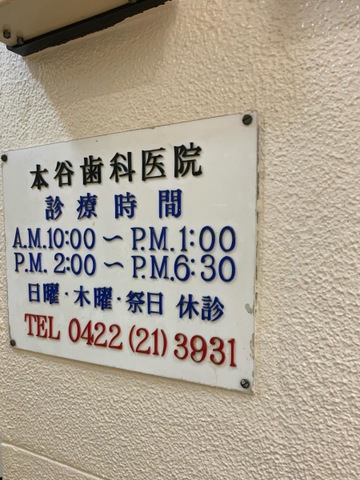 本谷歯科医院
診療時間
A.M.10:00〜P.M.1:00
P.M. 2:00〜P.M.6:30
日曜・木曜・祭日 休診
TEL 0422(21)3931